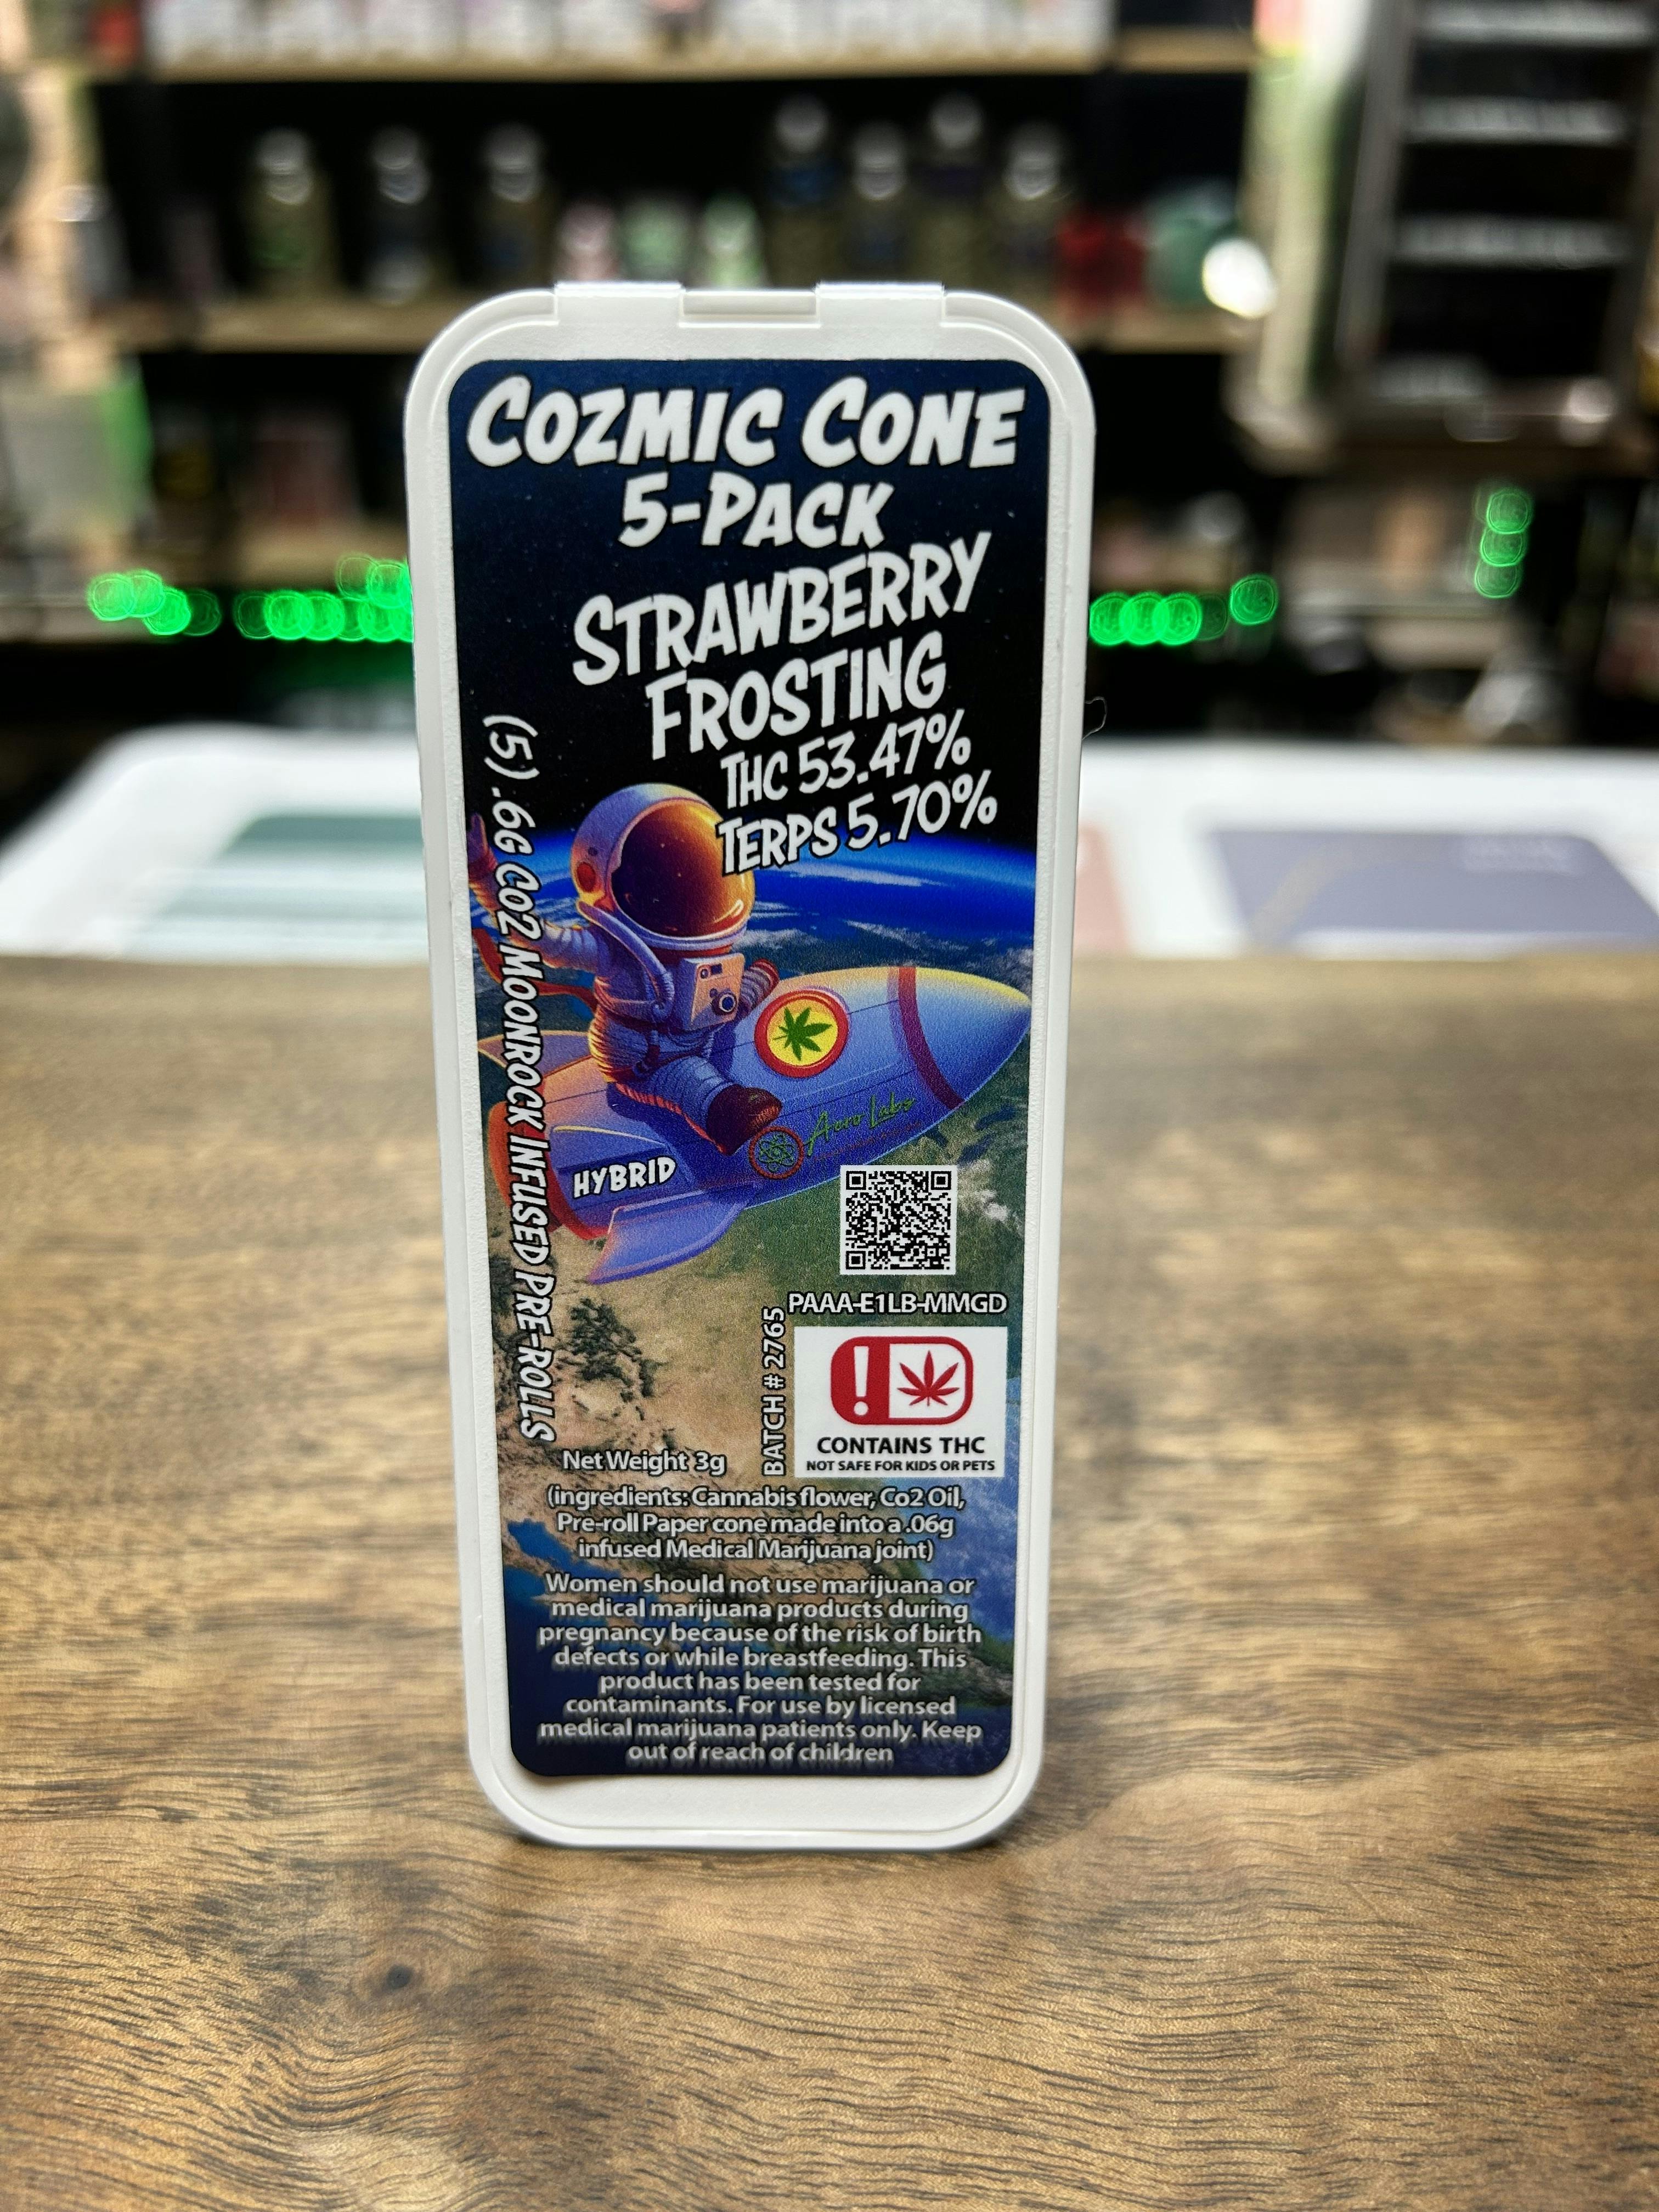 COZMIC CONE
5-PACK
STRAWBERRY
FROSTING
THC 53.47%
TERPS 5.70%
(5) .6G CO2 MOONROCK INFUSED PRE-ROLLS
Aero Labs
HYBRID
PAAA-E1LB-MMGD
BATCH # 2765
!
CONTAINS THC
NOT SAFE FOR KIDS OR PETS
Net Weight 3g
(ingredients: Cannabis flower, Co2 Oil,
Pre-roll Paper cone made into a .06g
infused Medical Marijuana joint)
Women should not use marijuana or
medical marijuana products during
pregnancy because of the risk of birth
defects or while breastfeeding. This
product has been tested for
contaminants. For use by licensed
medical marijuana patients only. Keep
out of reach of children